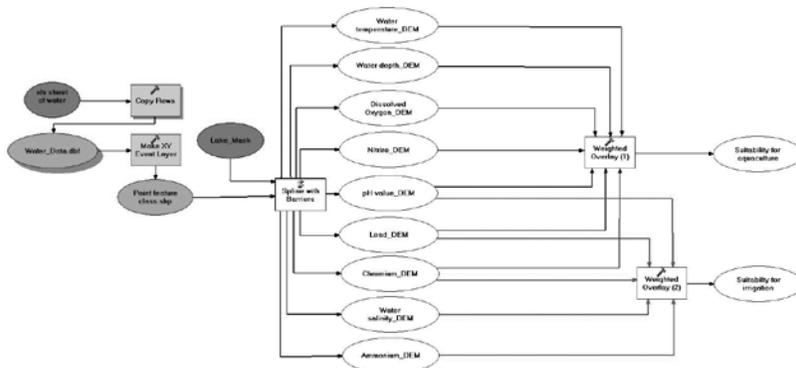 xls sheet
of water
Copy Rows
Water_Data.dbf
Make XY
Event Layer
Point feature
class.shp
Lake_Mask
Spline with
Barriers
Water
temperature_DEM
Water depth_DEM
Dissolved
Oxygen_DEM
Nitrite_DEM
pH value_DEM
Lead_DEM
Chromium_DEM
Water
salinity_DEM
Ammonium_DEM
Weighted
Overlay (1)
Suitability for
aquaculture
Weighted
Overlay (2)
Suitability for
irrigation